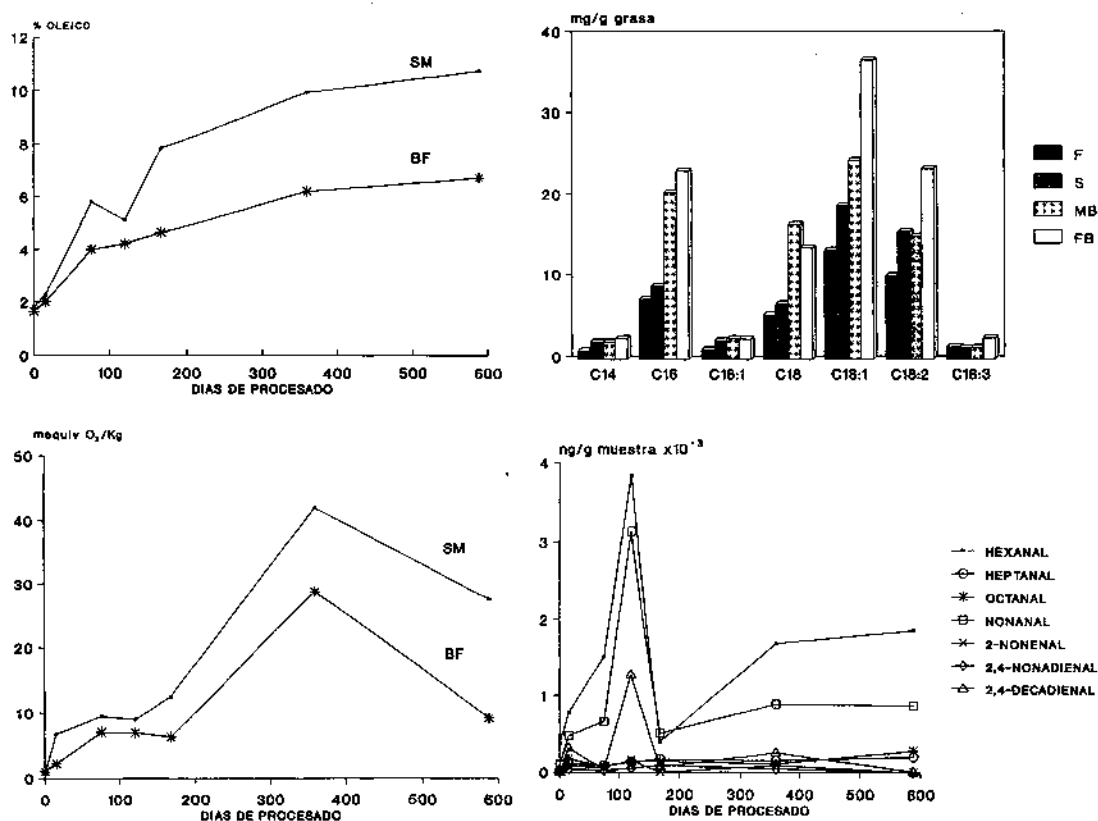 % OLEICO
12
10
8
6
4
2
0
SM
BF
0 100 200 300 400 500 600
DIAS DE PROCESADO
mg/g grasa
40
30
20
10
0
C14 C16 C16:1 C18 C18:1 C18:2 C18:3
F
S
MB
FB
mequiv O₂/Kg
50
40
30
20
10
0
SM
BF
0 100 200 300 400 500 600
DIAS DE PROCESADO
ng/g muestra x10⁻³
4
3
2
1
0
0 100 200 300 400 500 600
DIAS DE PROCESADO
HEXANAL
HEPTANAL
OCTANAL
NONANAL
2-NONENAL
2,4-NONADIENAL
2,4-DECADIENAL